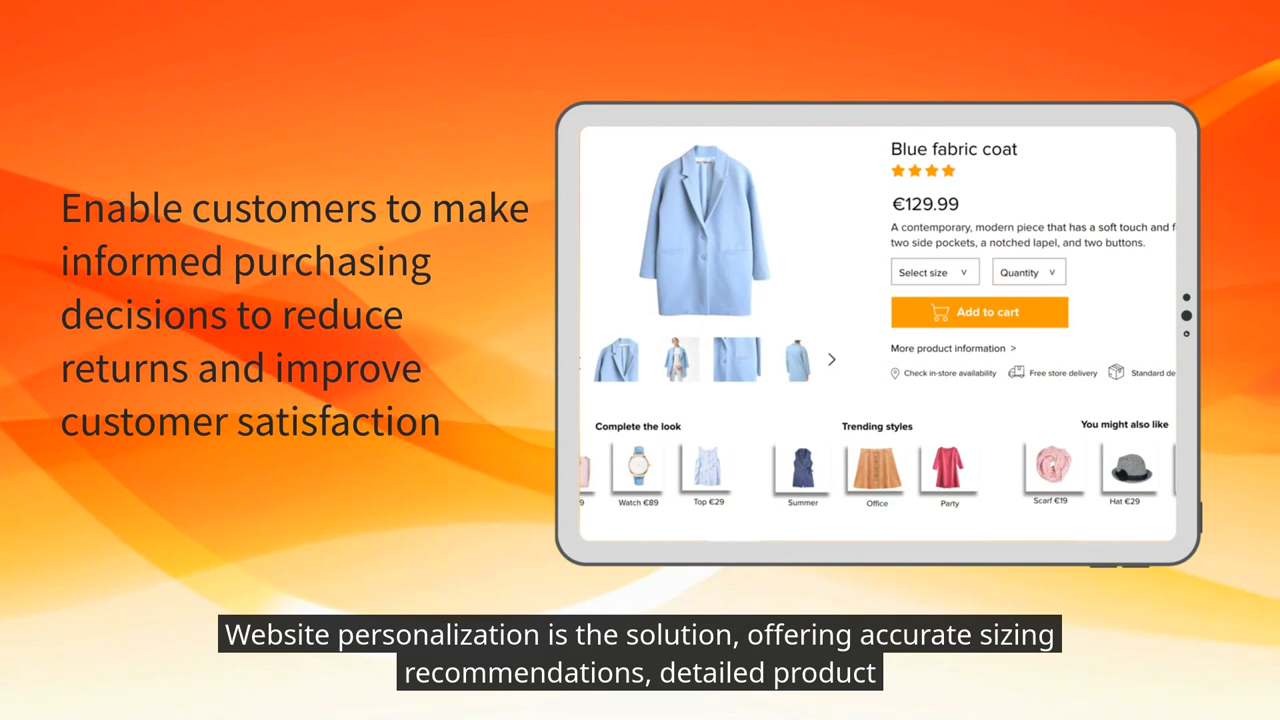 Enable customers to make
informed purchasing
decisions to reduce
returns and improve
customer satisfaction
Blue fabric coat
€129.99
A contemporary, modern piece that has a soft touch and f
two side pockets, a notched lapel, and two buttons.
Select size
Quantity
Add to cart
More product information >
Check in-store availability
Free store delivery
Standard de
Complete the look
Trending styles
You might also like
9
Watch €89
Top €29
Summer
Office
Party
Scarf €19
Hat €29
Website personalization is the solution, offering accurate sizing
recommendations, detailed product